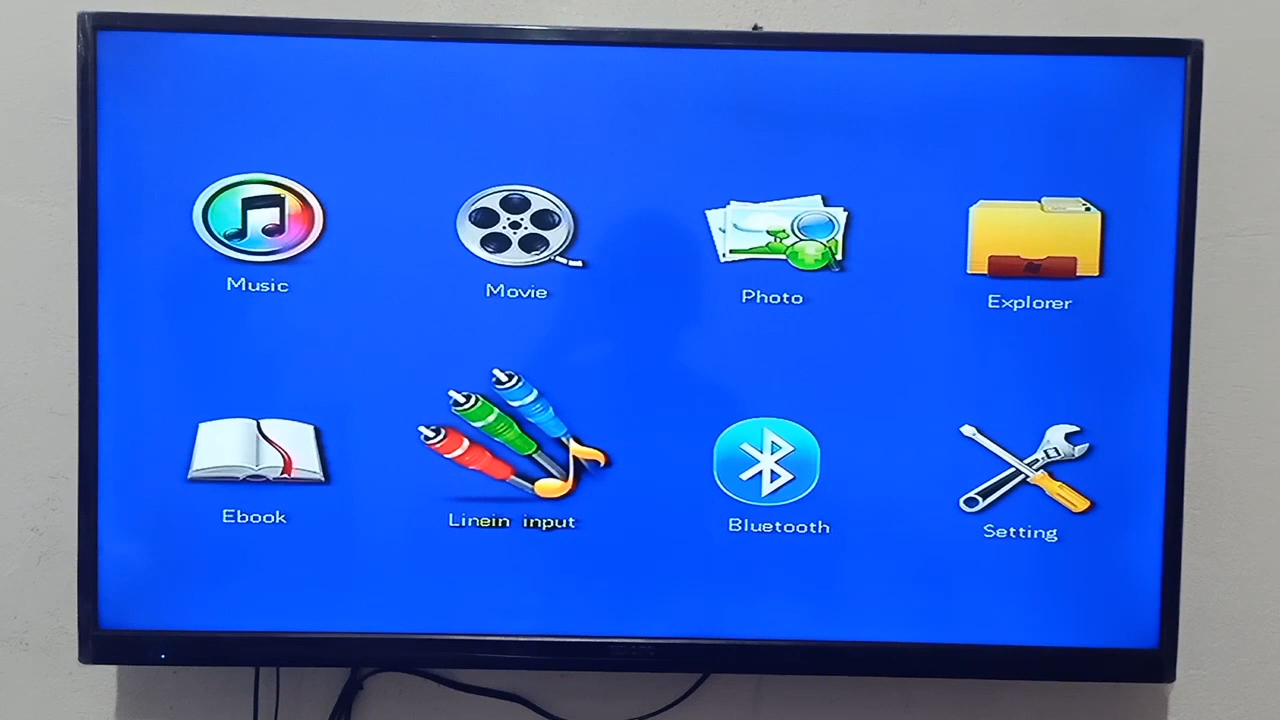 Music
Movie
Photo
Explorer
Ebook
Linein input
Bluetooth
Setting